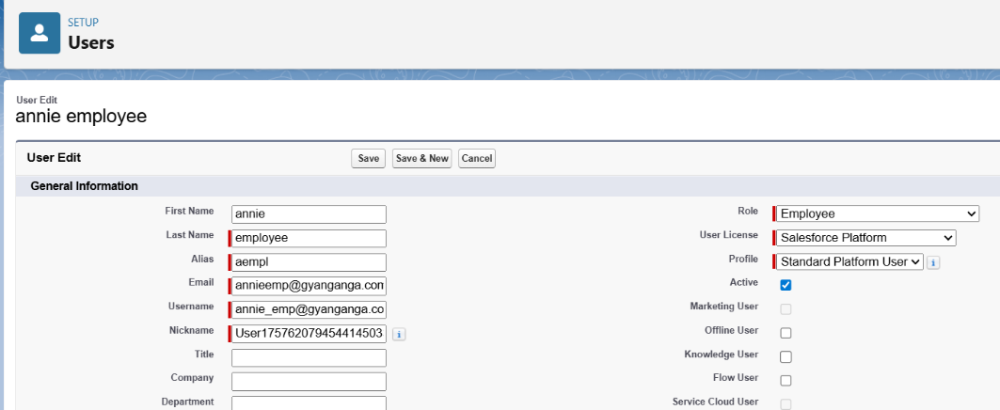 SETUP
Users
User Edit
annie employee
User Edit
Save
Save & New
Cancel
General Information
First Name
annie
Role
Employee
Last Name
employee
User License
Salesforce Platform
Alias
aempl
Profile
Standard Platform User
i
Email
annieemp@gyanganga.com
Active
Username
annie_emp@gyanganga.co
Marketing User
Nickname
User175762079454414503
i
Offline User
Title
Knowledge User
Company
Flow User
Department
Service Cloud User